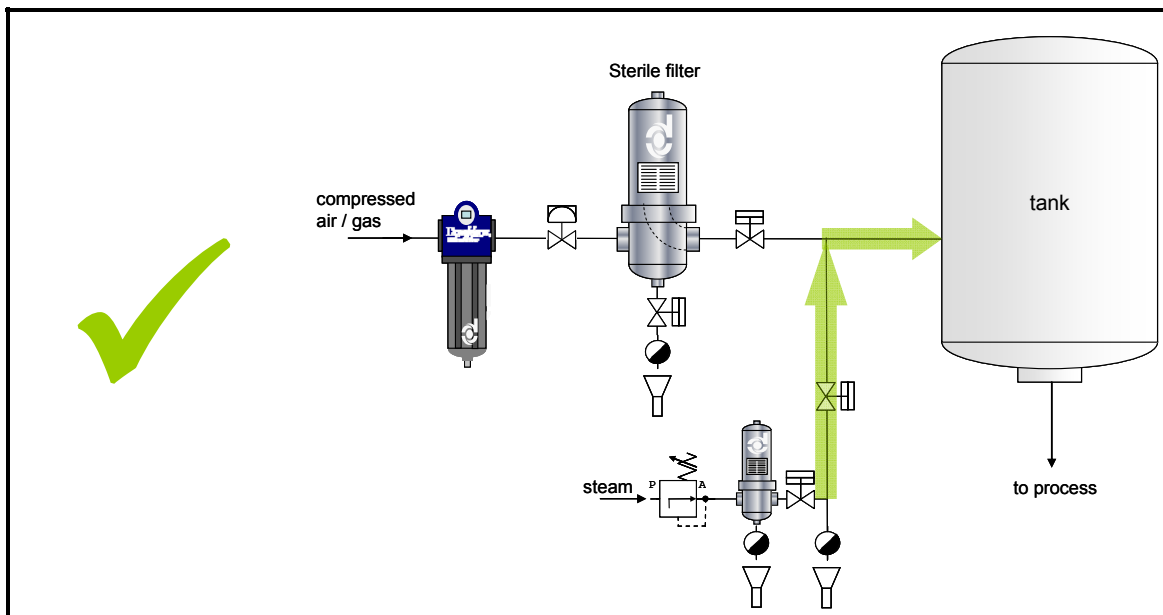 Sterile filter
compressed
air / gas
tank
steam
P
A
to process